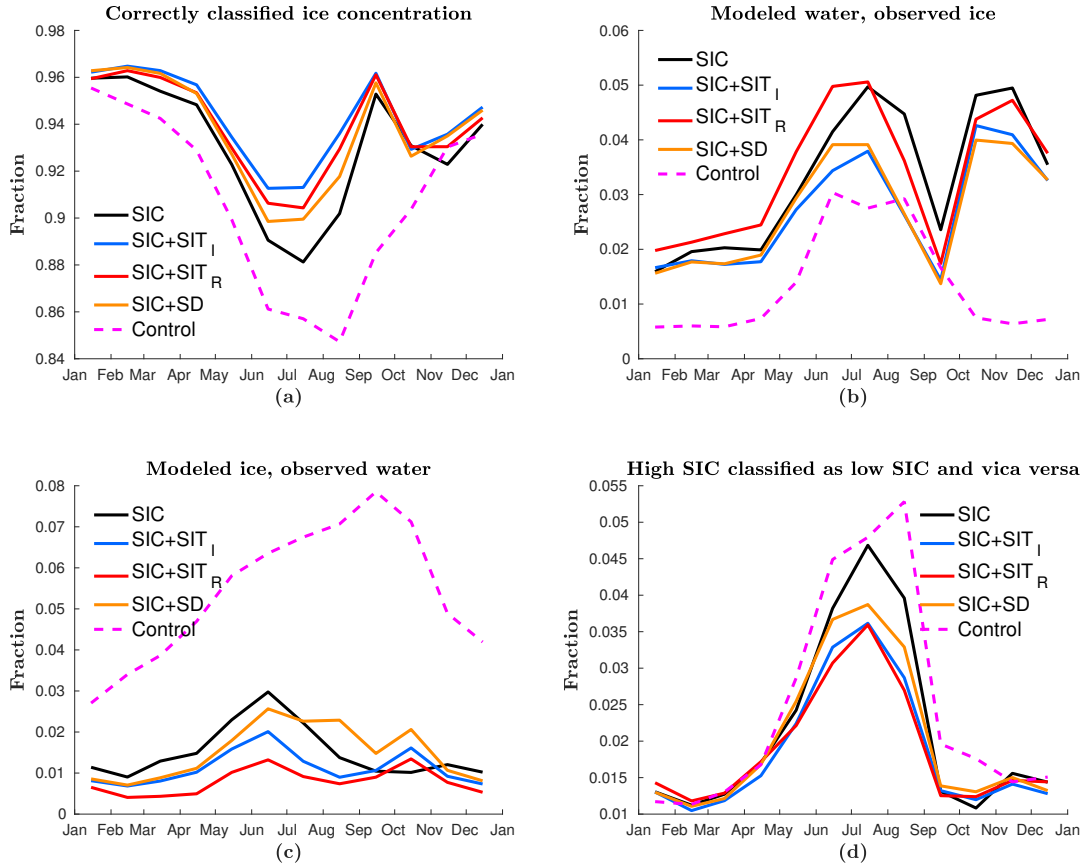 Correctly classified ice concentration
Fraction
0.98
0.96
0.94
0.92
0.9
0.88
0.86
0.84
SIC
SIC+SIT_I
SIC+SIT_R
SIC+SD
Control
Jan Feb Mar Apr May Jun Jul Aug Sep Oct Nov Dec Jan
(a)
Modeled water, observed ice
Fraction
0.06
0.05
0.04
0.03
0.02
0.01
0
SIC
SIC+SIT_I
SIC+SIT_R
SIC+SD
Control
Jan Feb Mar Apr May Jun Jul Aug Sep Oct Nov Dec Jan
(b)
Modeled ice, observed water
Fraction
0.08
0.07
0.06
0.05
0.04
0.03
0.02
0.01
0
SIC
SIC+SIT_I
SIC+SIT_R
SIC+SD
Control
Jan Feb Mar Apr May Jun Jul Aug Sep Oct Nov Dec Jan
(c)
High SIC classified as low SIC and vica versa
Fraction
0.055
0.05
0.045
0.04
0.035
0.03
0.025
0.02
0.015
0.01
SIC
SIC+SIT_I
SIC+SIT_R
SIC+SD
Control
Jan Feb Mar Apr May Jun Jul Aug Sep Oct Nov Dec Jan
(d)